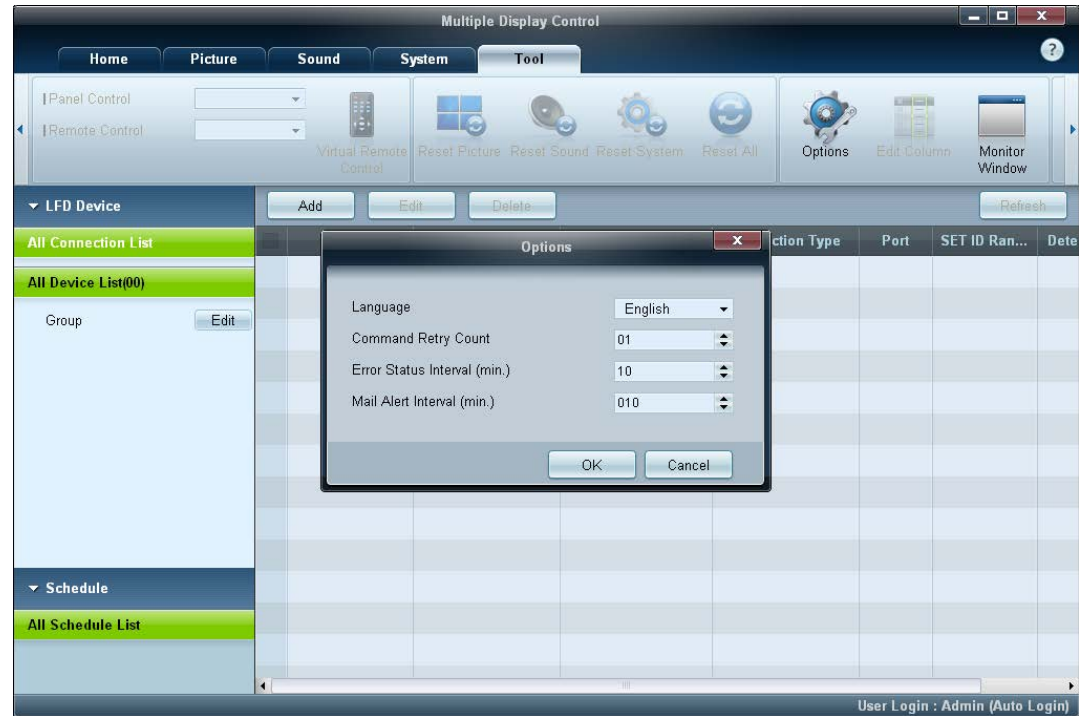 Multiple Display Control
Home Picture Sound System Tool
Panel Control
Remote Control
Virtual Remote Control
Reset Picture Reset Sound Reset System Reset All
Options Edit Column Monitor Window
LFD Device
Add Edit Delete Refresh
All Connection List
ction Type Port SET ID Ran... Dete
All Device List(00)
Group Edit
Options
Language English
Command Retry Count 01
Error Status Interval (min.) 10
Mail Alert Interval (min.) 010
OK Cancel
Schedule
All Schedule List
User Login : Admin (Auto Login)